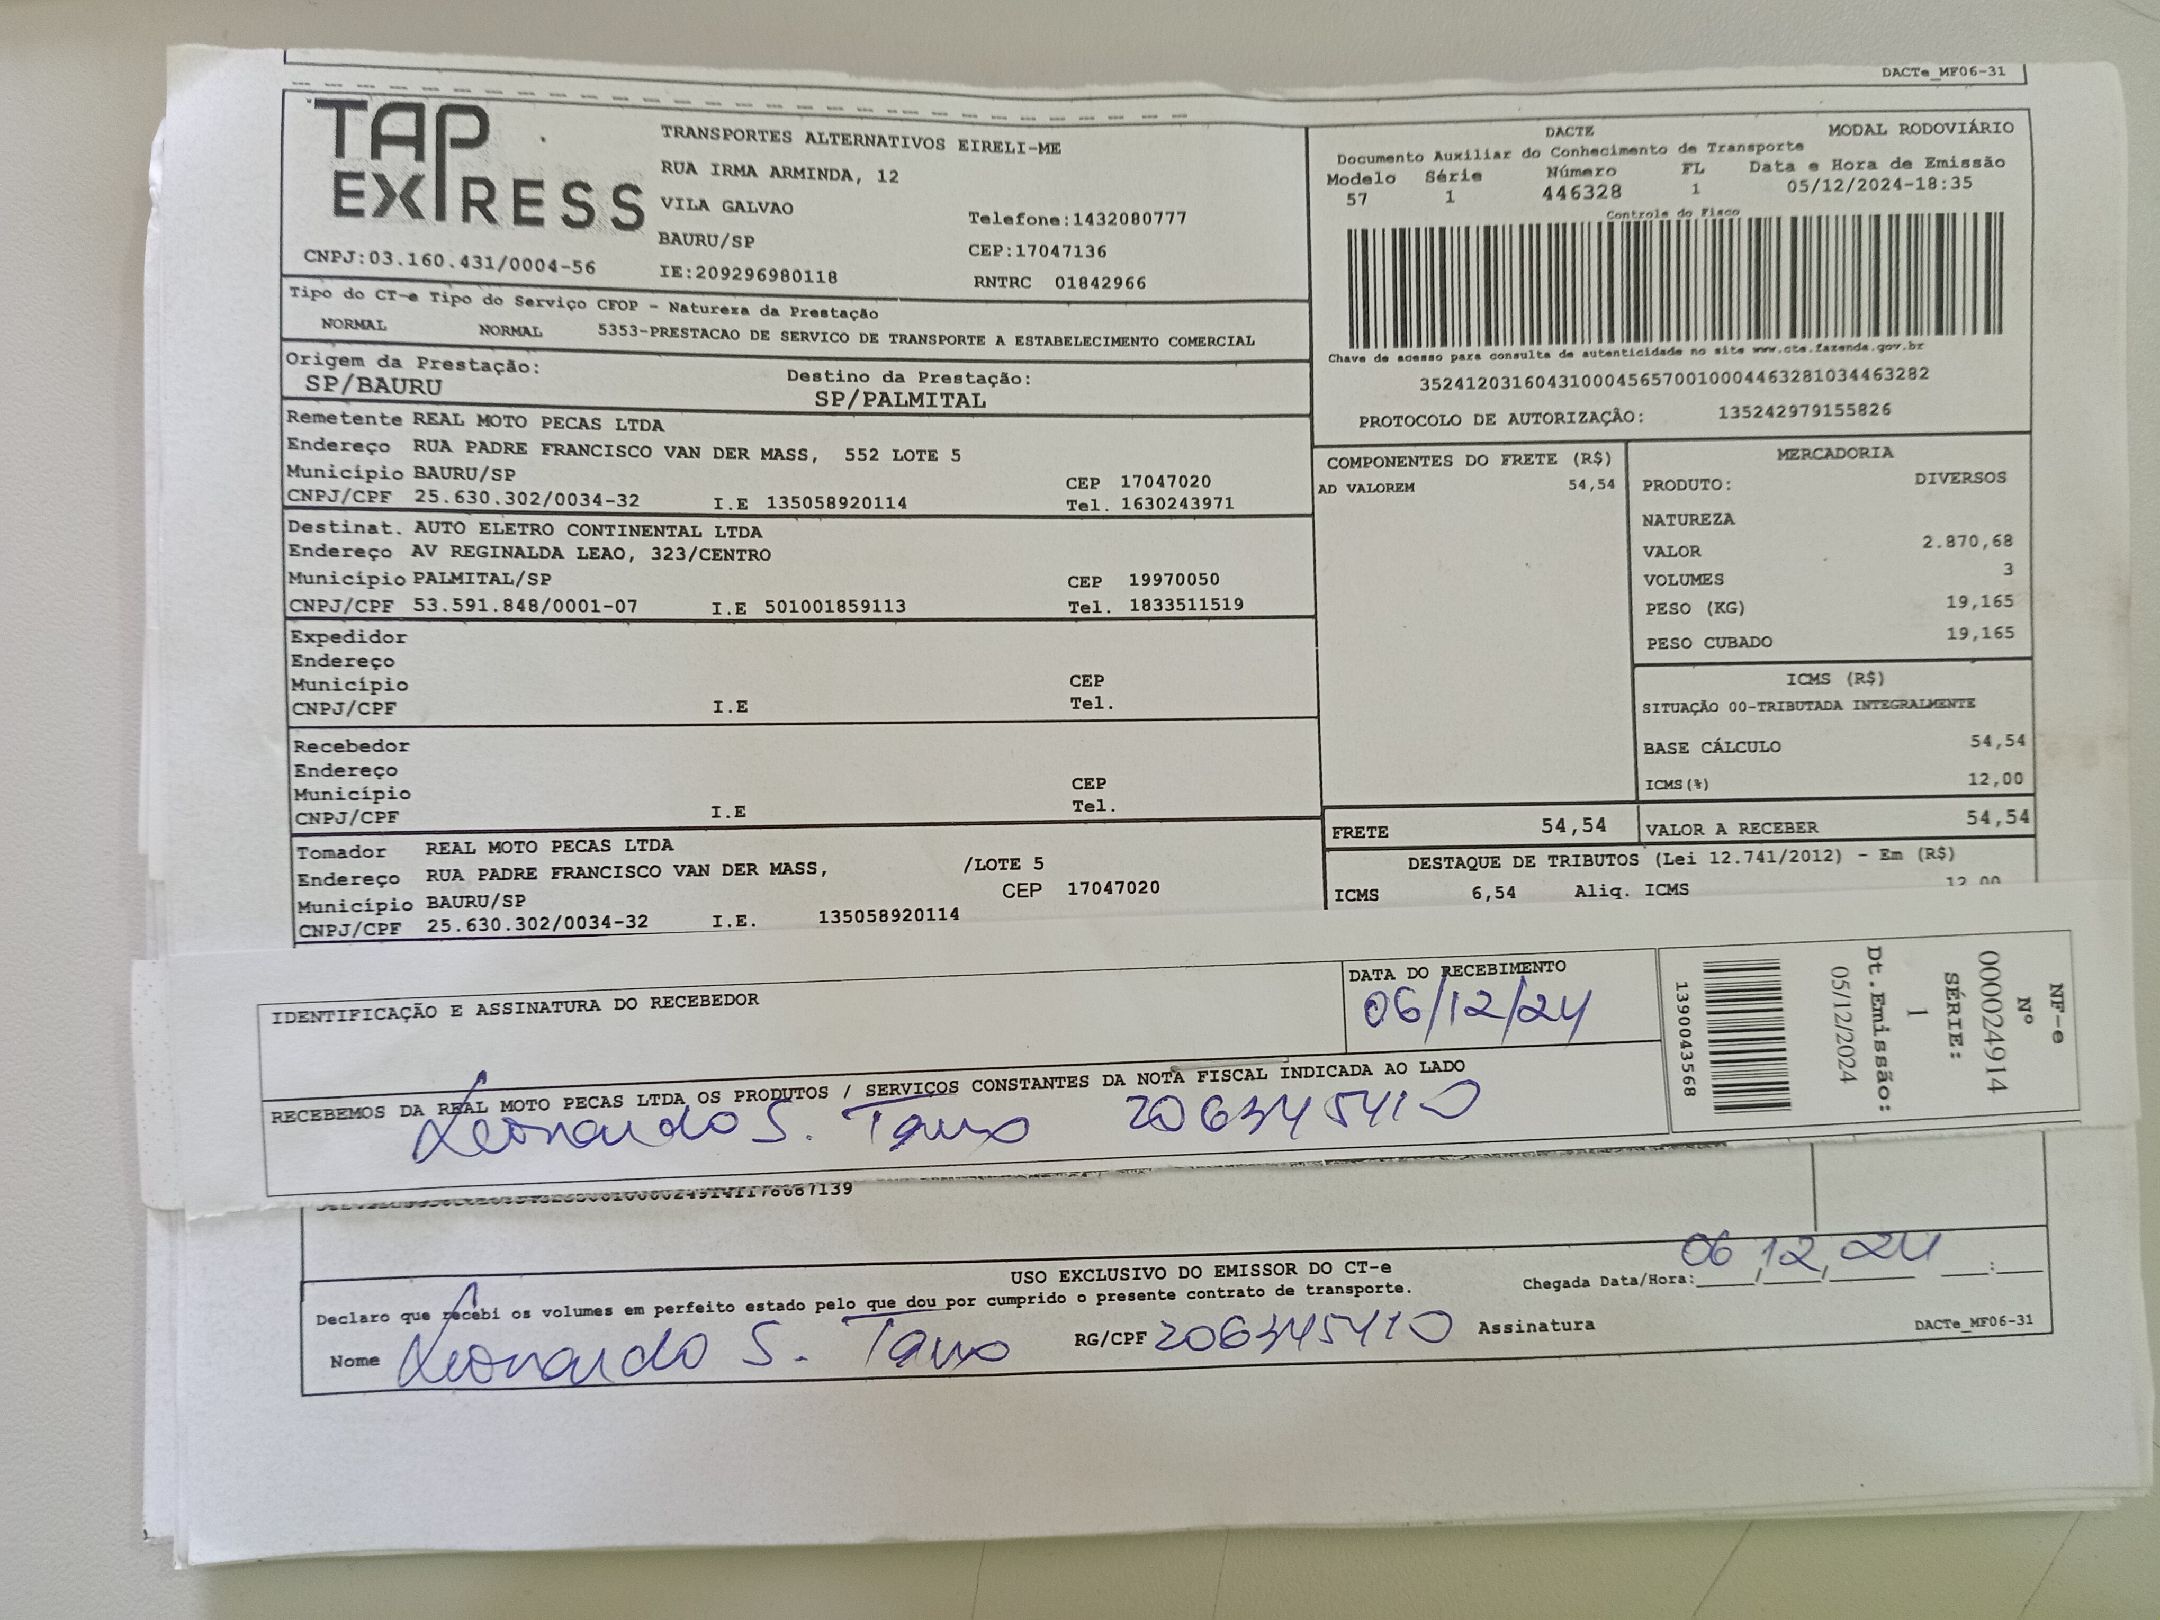 DACTe_MF06-31
TAP EXPRESS
CNPJ:03.160.431/0004-56
TRANSPORTES ALTERNATIVOS EIRELI-ME
RUA IRMA ARMINDA, 12
VILA GALVAO
BAURU/SP
IE:209296980118
Telefone:1432080777
CEP:17047136
RNTRC 01842966
DACTE MODAL RODOVIÁRIO
Documento Auxiliar do Conhecimento de Transporte
Modelo Série Número FL Data e Hora de Emissão
57 1 446328 1 05/12/2024-18:35
Controle do Fisco
Chave de acesso para consulta de autenticidade no site www.cte.fazenda.gov.br
35241203160431000456570010004463281034463282
PROTOCOLO DE AUTORIZAÇÃO: 135242979155826
Tipo do CT-e Tipo do Serviço CFOP - Natureza da Prestação
NORMAL NORMAL 5353-PRESTACAO DE SERVICO DE TRANSPORTE A ESTABELECIMENTO COMERCIAL
Origem da Prestação: Destino da Prestação:
SP/BAURU SP/PALMITAL
Remetente REAL MOTO PECAS LTDA
Endereço RUA PADRE FRANCISCO VAN DER MASS, 552 LOTE 5
Município BAURU/SP CEP 17047020
CNPJ/CPF 25.630.302/0034-32 I.E 135058920114 Tel. 1630243971
Destinat. AUTO ELETRO CONTINENTAL LTDA
Endereço AV REGINALDA LEAO, 323/CENTRO
Município PALMITAL/SP CEP 19970050
CNPJ/CPF 53.591.848/0001-07 I.E 501001859113 Tel. 1833511519
Expedidor
Endereço
Município CEP
CNPJ/CPF I.E Tel.
Recebedor
Endereço
Município CEP
CNPJ/CPF I.E Tel.
Tomador REAL MOTO PECAS LTDA
Endereço RUA PADRE FRANCISCO VAN DER MASS, /LOTE 5
Município BAURU/SP CEP 17047020
CNPJ/CPF 25.630.302/0034-32 I.E. 135058920114
COMPONENTES DO FRETE (R$)
AD VALOREM 54,54
MERCADORIA
PRODUTO: DIVERSOS
NATUREZA
VALOR 2.870,68
VOLUMES 3
PESO (KG) 19,165
PESO CUBADO 19,165
ICMS (R$)
SITUAÇÃO 00-TRIBUTADA INTEGRALMENTE
BASE CÁLCULO 54,54
ICMS(%) 12,00
FRETE 54,54 VALOR A RECEBER 54,54
DESTAQUE DE TRIBUTOS (Lei 12.741/2012) - Em (R$)
ICMS 6,54 Aliq. ICMS 12,00
IDENTIFICAÇÃO E ASSINATURA DO RECEBEDOR
DATA DO RECEBIMENTO
06/12/24
RECEBEMOS DA REAL MOTO PECAS LTDA OS PRODUTOS / SERVIÇOS CONSTANTES DA NOTA FISCAL INDICADA AO LADO
Leonardo S. 206345410
NF-e
Nº
000024914
SÉRIE:
1
Dt.Emissão:
05/12/2024
1390043568
USO EXCLUSIVO DO EMISSOR DO CT-e
Declaro que recebi os volumes em perfeito estado pelo que dou por cumprido o presente contrato de transporte.
Chegada Data/Hora: 06/12/24 :
Nome Leonardo S. RG/CPF 206345410 Assinatura
DACTe_MF06-31